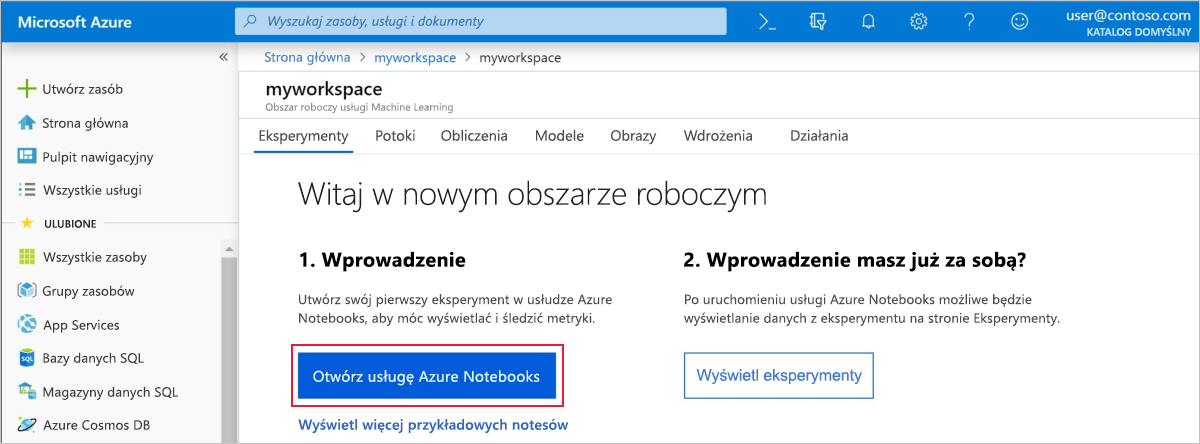 Microsoft Azure
Wyszukaj zasoby, usługi i dokumenty
user@contoso.com
KATALOG DOMYŚLNY
Utwórz zasób
Strona główna
Pulpit nawigacyjny
Wszystkie usługi
ULUBIONE
Wszystkie zasoby
Grupy zasobów
App Services
Bazy danych SQL
Magazyny danych SQL
Azure Cosmos DB
Strona główna > myworkspace > myworkspace
myworkspace
Obszar roboczy usługi Machine Learning
Eksperymenty Potoki Obliczenia Modele Obrazy Wdrożenia Działania
Witaj w nowym obszarze roboczym
1. Wprowadzenie
Utwórz swój pierwszy eksperyment w usłudze Azure
Notebooks, aby móc wyświetlać i śledzić metryki.
Otwórz usługę Azure Notebooks
Wyświetl więcej przykładowych notesów
2. Wprowadzenie masz już za sobą?
Po uruchomieniu usługi Azure Notebooks możliwe będzie
wyświetlanie danych z eksperymentu na stronie Eksperymenty.
Wyświetl eksperymenty